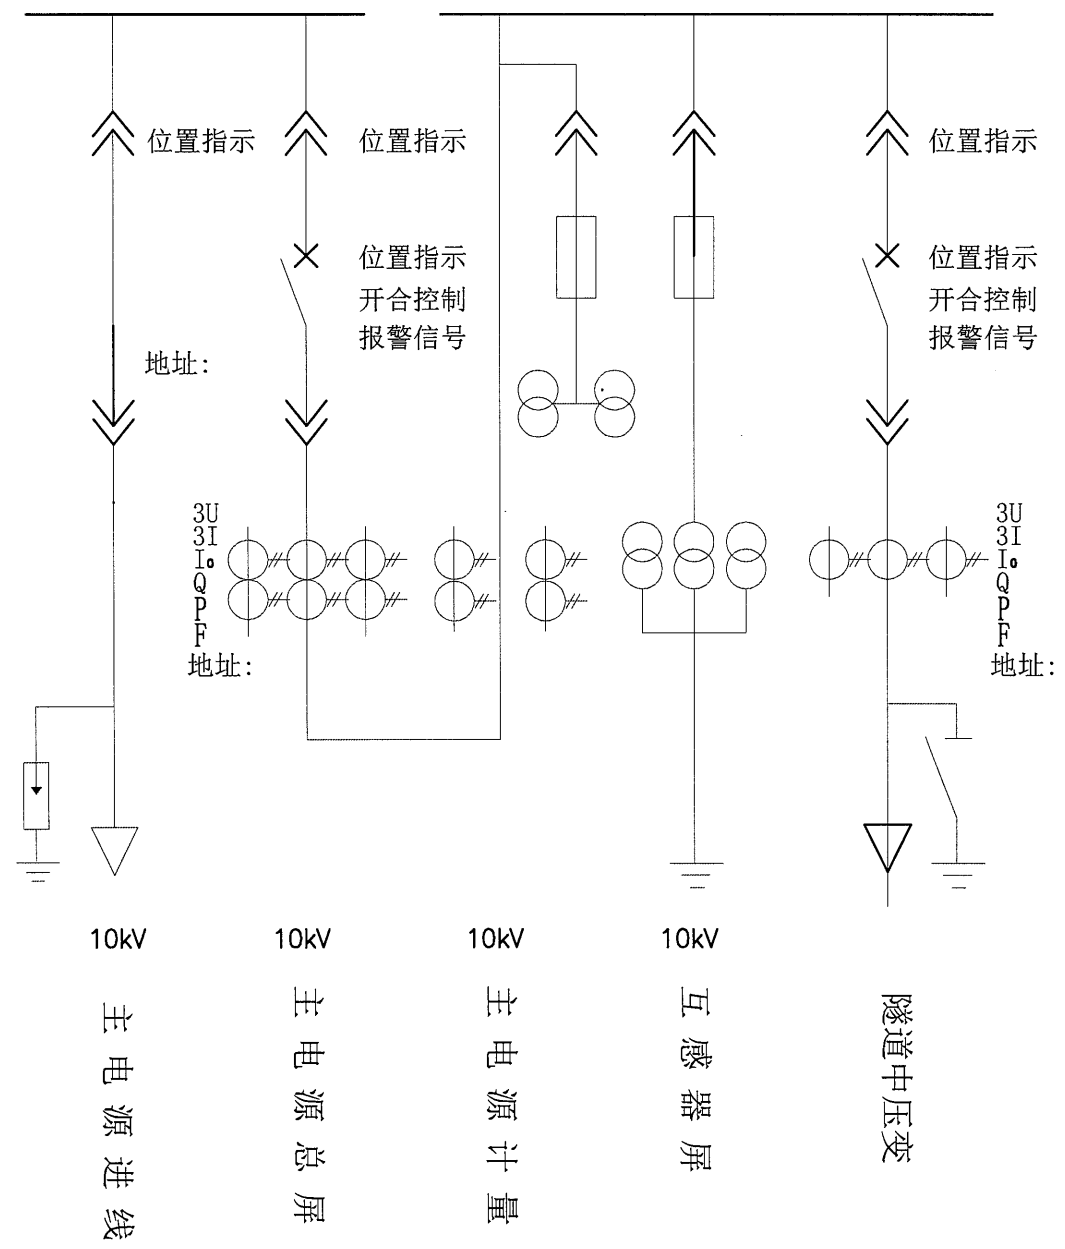 位置指示
位置指示
位置指示
位置指示
开合控制
报警信号
位置指示
开合控制
报警信号
地址:
3U
3I
Io
Q
P
F
地址:
3U
3I
Io
Q
P
F
地址:
10kV
10kV
10kV
10kV
主电源进线
主电源总屏
主电源计量
互感器屏
隧道中压变